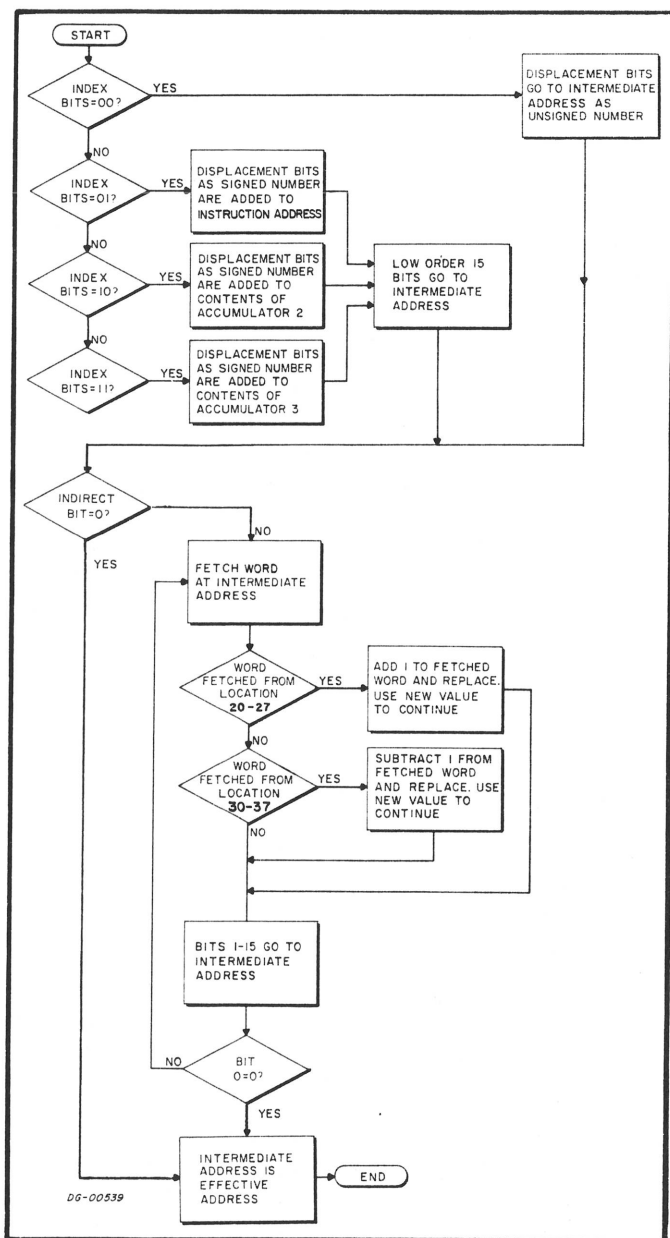 START
INDEX
BITS=00?
YES
DISPLACEMENT BITS
GO TO INTERMEDIATE
ADDRESS AS
UNSIGNED NUMBER
NO
INDEX
BITS=01?
YES
DISPLACEMENT BITS
AS SIGNED NUMBER
ARE ADDED TO
INSTRUCTION ADDRESS
NO
INDEX
BITS=10?
YES
DISPLACEMENT BITS
AS SIGNED NUMBER
ARE ADDED TO
CONTENTS OF
ACCUMULATOR 2
LOW ORDER 15
BITS GO TO
INTERMEDIATE
ADDRESS
NO
INDEX
BITS=11?
YES
DISPLACEMENT BITS
AS SIGNED NUMBER
ARE ADDED TO
CONTENTS OF
ACCUMULATOR 3
INDIRECT
BIT=0?
NO
YES
FETCH WORD
AT INTERMEDIATE
ADDRESS
WORD
FETCHED FROM
LOCATION
20-27
YES
ADD 1 TO FETCHED
WORD AND REPLACE.
USE NEW VALUE
TO CONTINUE
NO
WORD
FETCHED FROM
LOCATION
30-37
YES
SUBTRACT 1 FROM
FETCHED WORD
AND REPLACE. USE
NEW VALUE TO
CONTINUE
NO
BITS 1-15 GO TO
INTERMEDIATE
ADDRESS
NO
BIT
0=0?
YES
INTERMEDIATE
ADDRESS IS
EFFECTIVE
ADDRESS
END
DG-00539